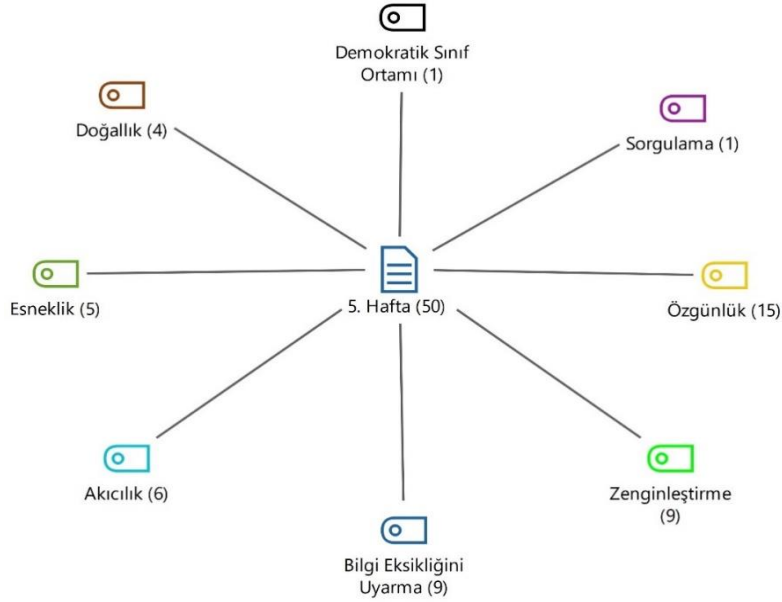 Demokratik Sınıf
Ortamı (1)
Doğallık (4)
Sorgulama (1)
Esneklik (5)
5. Hafta (50)
Özgünlük (15)
Akıcılık (6)
Zenginleştirme
(9)
Bilgi Eksikliğini
Uyarma (9)